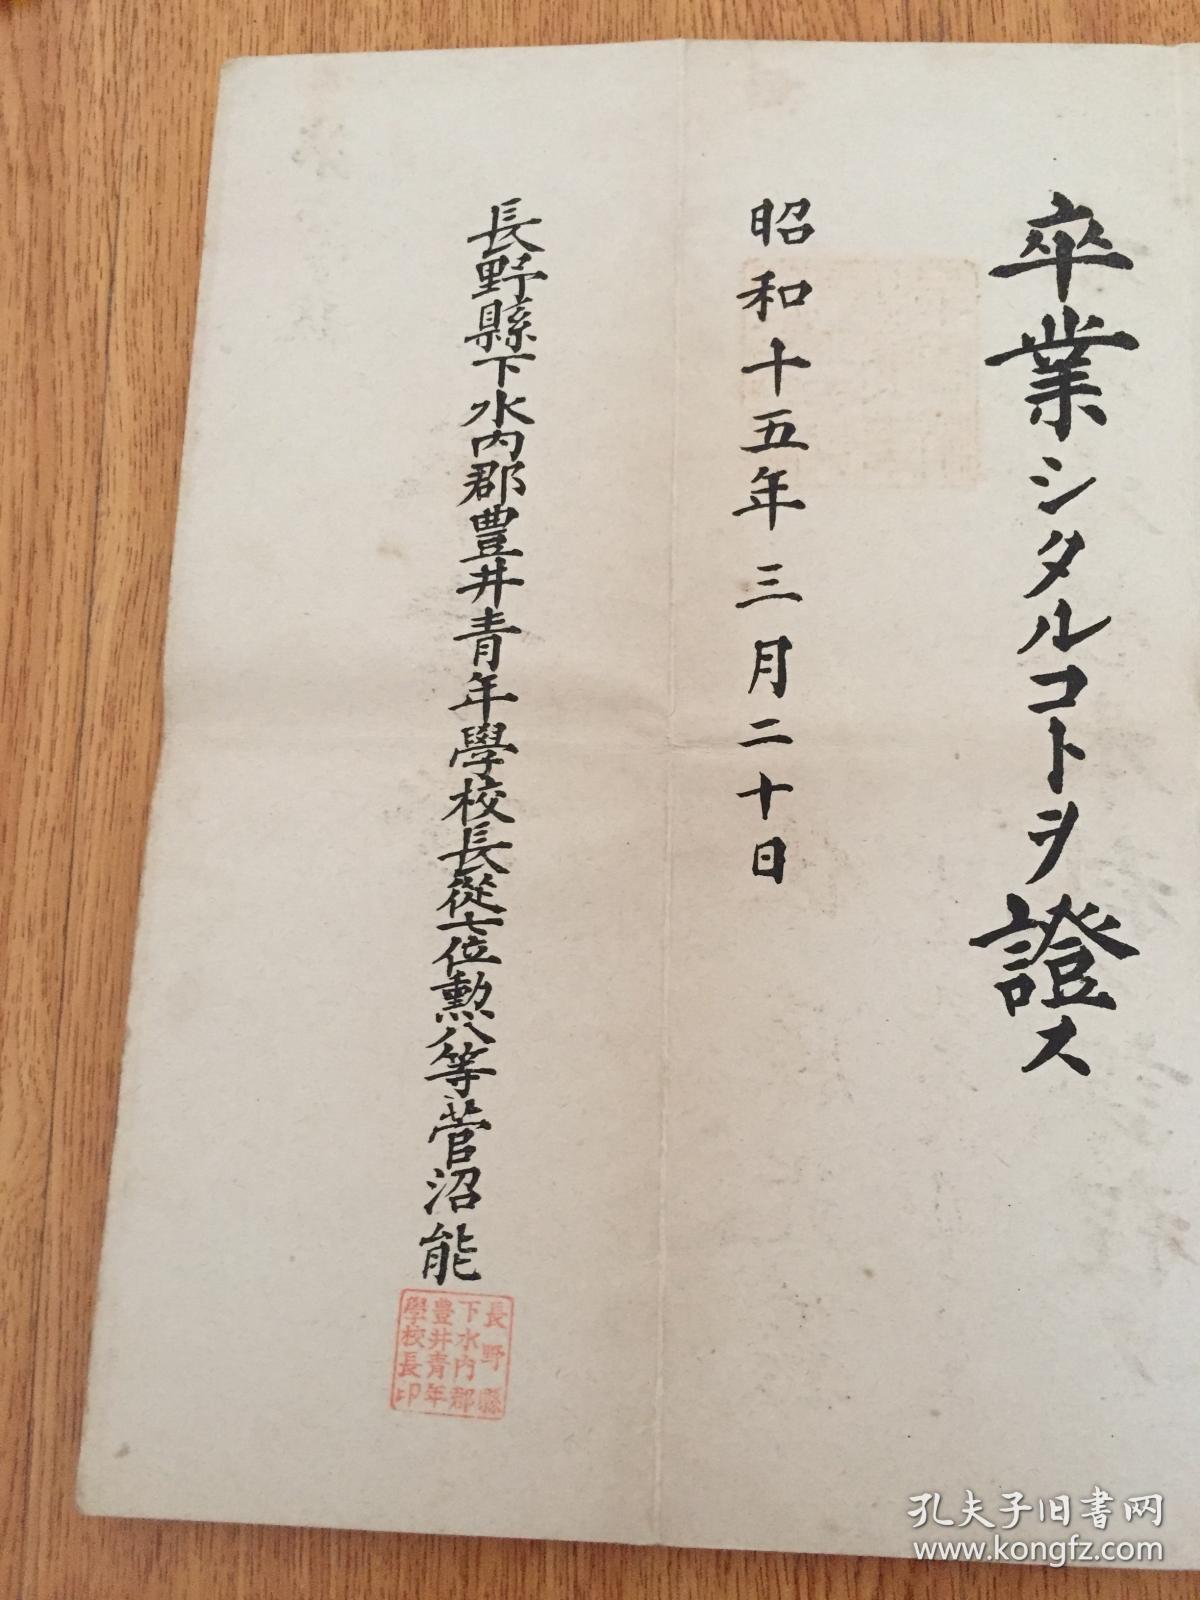 卒業シタルコトヲ證ス
昭和十五年三月二十日
長野縣下水内郡豊井青年學校長從七位勲八等菅沼能
長野縣
下水内郡
豊井青年
學校長印
孔夫子旧書网
www.kongfz.com